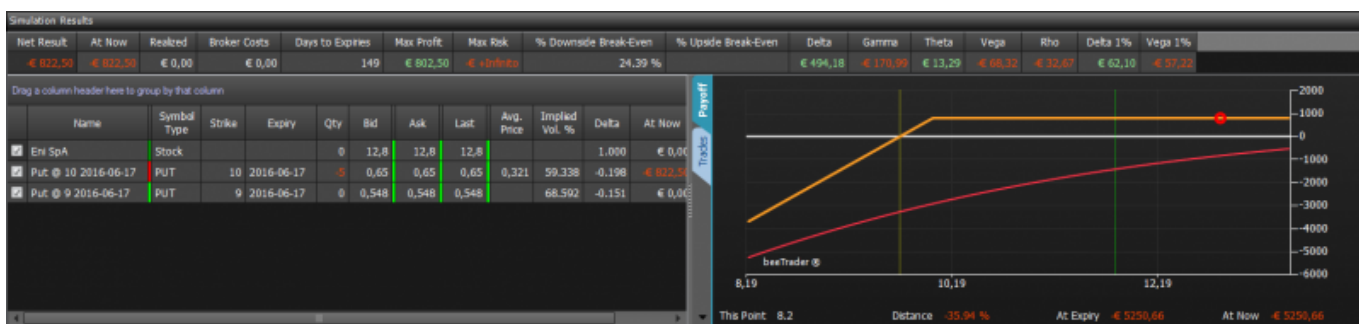 Simulation Results
Net Result At Now Realized Broker Costs Days to Expiries Max Profit Max Risk % Downside Break-Even % Upside Break-Even Delta Gamma Theta Vega Rho Delta 1% Vega 1%
-€ 822,50 -€ 822,50 € 0,00 € 0,00 149 € 802,50 -€ +Infinito 24.39 % € 494,18 -€ 170,99 € 13,29 -€ 68,32 -€ 32,67 € 62,10 -€ 57,22
Drag a column header here to group by that column
Name Symbol Type Strike Expiry Qty Bid Ask Last Avg. Price Implied Vol. % Delta At Now
Eni SpA Stock 0 12,8 12,8 12,8 1.000 € 0,00
Put @ 10 2016-06-17 PUT 10 2016-06-17 -5 0,65 0,65 0,65 0,321 59.338 -0.198 -€ 822,50
Put @ 9 2016-06-17 PUT 9 2016-06-17 0 0,548 0,548 0,548 68.592 -0.151 € 0,00
Payoff
Trades
2000
1000
0
-1000
-2000
-3000
-4000
-5000
-6000
beeTrader ®
8,19 10,19 12,19
This Point 8.2 Distance -35.94 % At Expiry -€ 5250,66 At Now -€ 5250,66